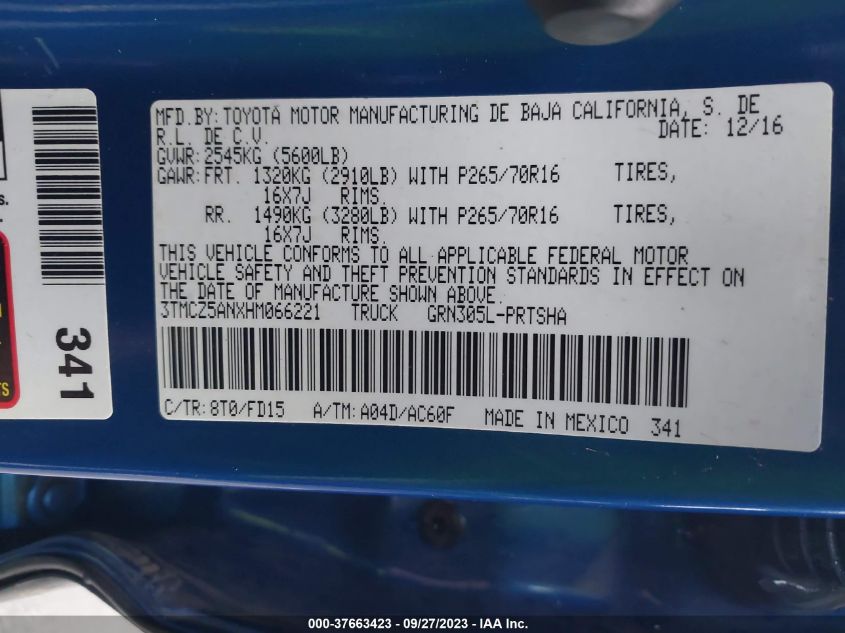 MFD.BY: TOYOTA MOTOR MANUFACTURING DE BAJA CALIFORNIA, S. DE
R.L. DE C.V.
DATE: 12/16
GVWR: 2545KG (5600LB)
GAWR: FRT. 1320KG (2910LB) WITH P265/70R16 TIRES,
16X7J RIMS.
RR. 1490KG (3280LB) WITH P265/70R16 TIRES,
16X7J RIMS.
THIS VEHICLE CONFORMS TO ALL APPLICABLE FEDERAL MOTOR
VEHICLE SAFETY AND THEFT PREVENTION STANDARDS IN EFFECT ON
THE DATE OF MANUFACTURE SHOWN ABOVE.
3TMCZ5ANXHM066221 TRUCK GRN305L-PRTSHA
C/TR: 8T0/FD15 A/TM: A04D/AC60F MADE IN MEXICO 341
341
000-37663423 - 09/27/2023 - IAA Inc.